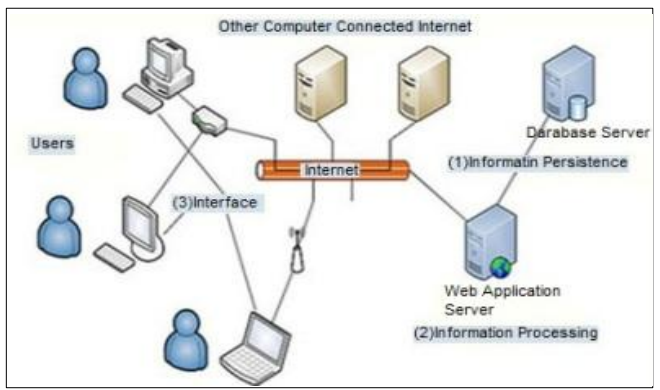 Other Computer Connected Internet
Users
Darabase Server
(1)Informatin Persistence
Internet
(3)Interface
Web Application
Server
(2)Information Processing